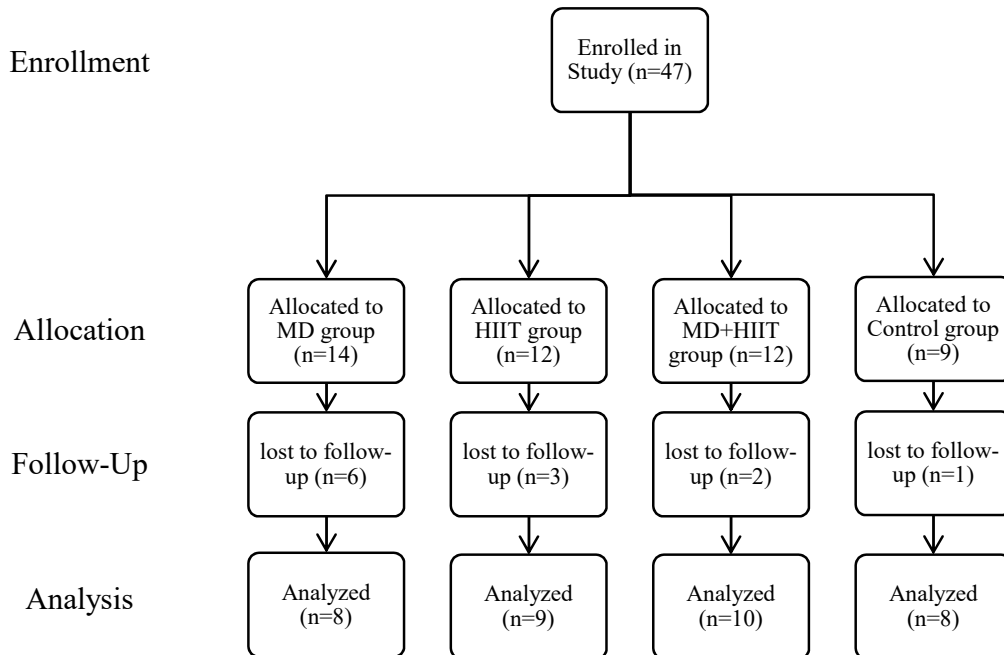 Enrollment
Enrolled in
Study (n=47)
Allocation
Allocated to
MD group
(n=14)
Allocated to
HIIT group
(n=12)
Allocated to
MD+HIIT
group (n=12)
Allocated to
Control group
(n=9)
Follow-Up
lost to follow-
up (n=6)
lost to follow-
up (n=3)
lost to follow-
up (n=2)
lost to follow-
up (n=1)
Analysis
Analyzed
(n=8)
Analyzed
(n=9)
Analyzed
(n=10)
Analyzed
(n=8)